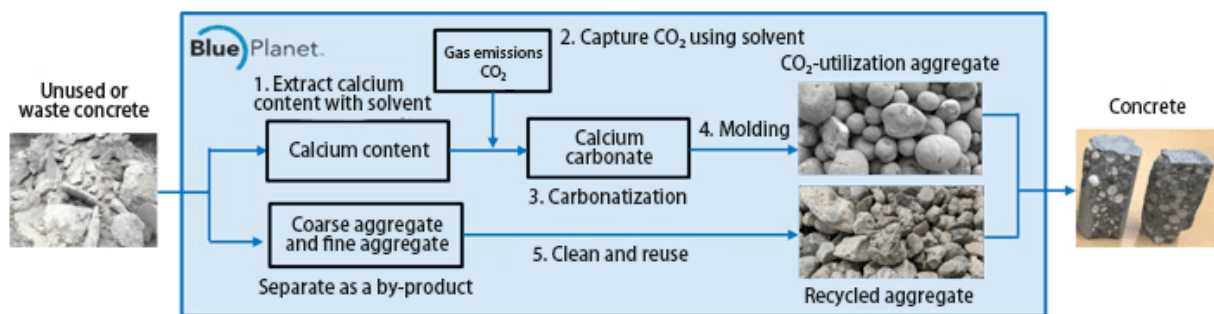 Blue Planet.
Gas emissions
CO₂
2. Capture CO₂ using solvent
CO₂-utilization aggregate
Unused or
waste concrete
1. Extract calcium
content with solvent
Concrete
Calcium content
Calcium
carbonate
4. Molding
3. Carbonatization
Coarse aggregate
and fine aggregate
5. Clean and reuse
Separate as a by-product
Recycled aggregate